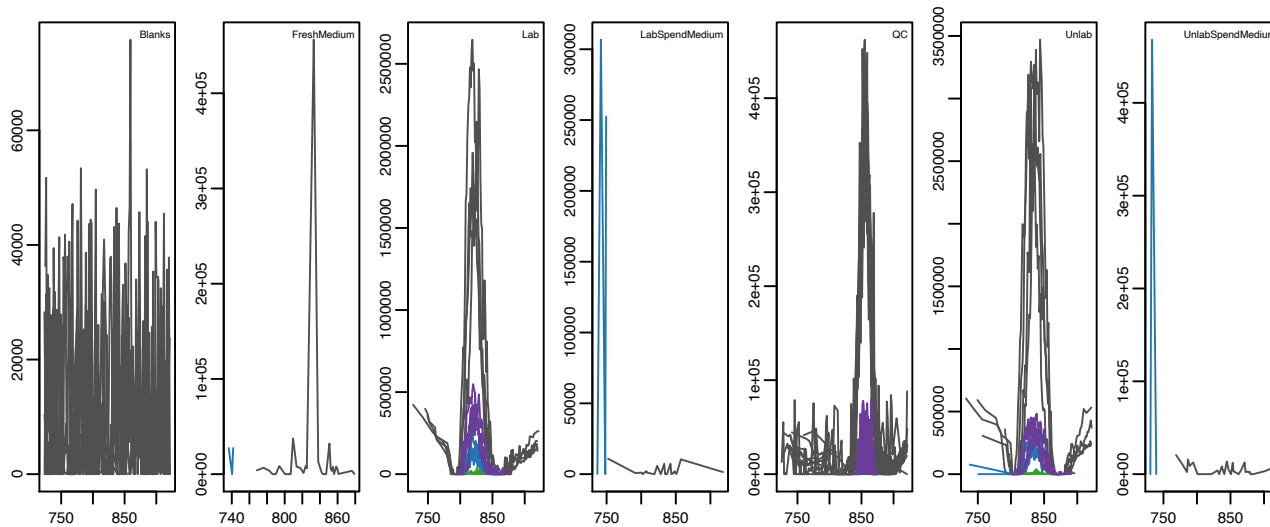 Blanks
0
20000
40000
60000
750
850
FreshMedium
0e+00
1e+05
2e+05
3e+05
4e+05
740
800
860
Lab
0
500000
1000000
1500000
2000000
2500000
750
850
LabSpendMedium
0
50000
100000
150000
200000
250000
300000
750
850
QC
0e+00
1e+05
2e+05
3e+05
4e+05
750
850
Unlab
0
500000
1500000
2500000
3500000
750
850
UnlabSpendMedium
0e+00
1e+05
2e+05
3e+05
4e+05
750
850